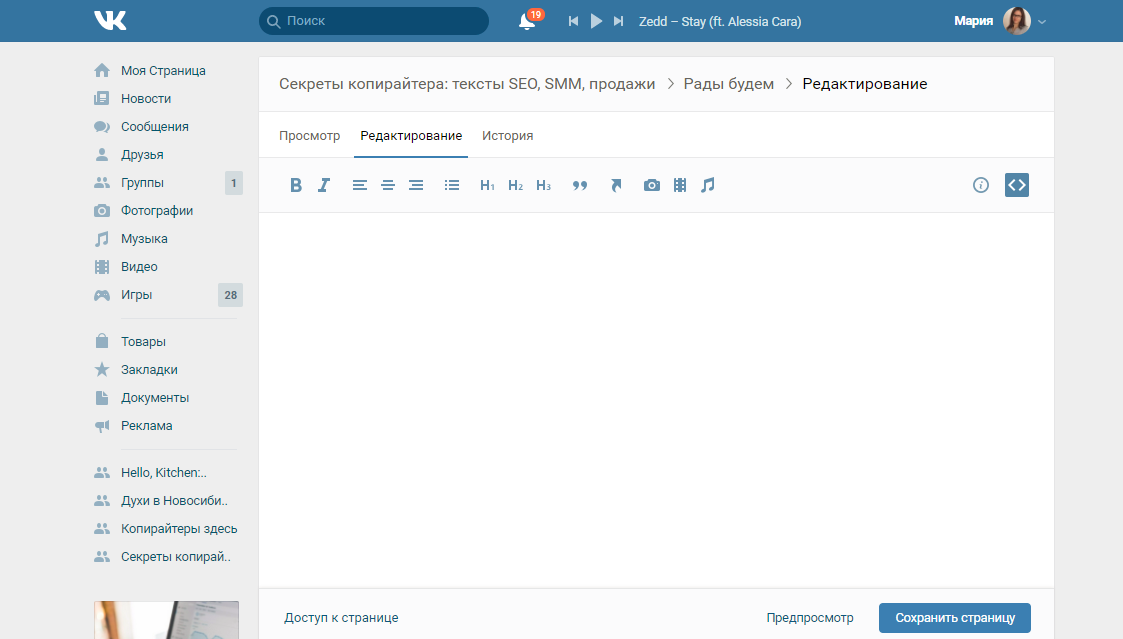 Поиск
19
Zedd – Stay (ft. Alessia Cara)
Мария
Моя Страница
Новости
Сообщения
Друзья
Группы 1
Фотографии
Музыка
Видео
Игры 28
Товары
Закладки
Документы
Реклама
Hello, Kitchen:..
Духи в Новосиби..
Копирайтеры здесь
Секреты копирай..
Секреты копирайтера: тексты SEO, SMM, продажи > Рады будем > Редактирование
Просмотр Редактирование История
B I H1 H2 H3
Доступ к странице Предпросмотр Сохранить страницу